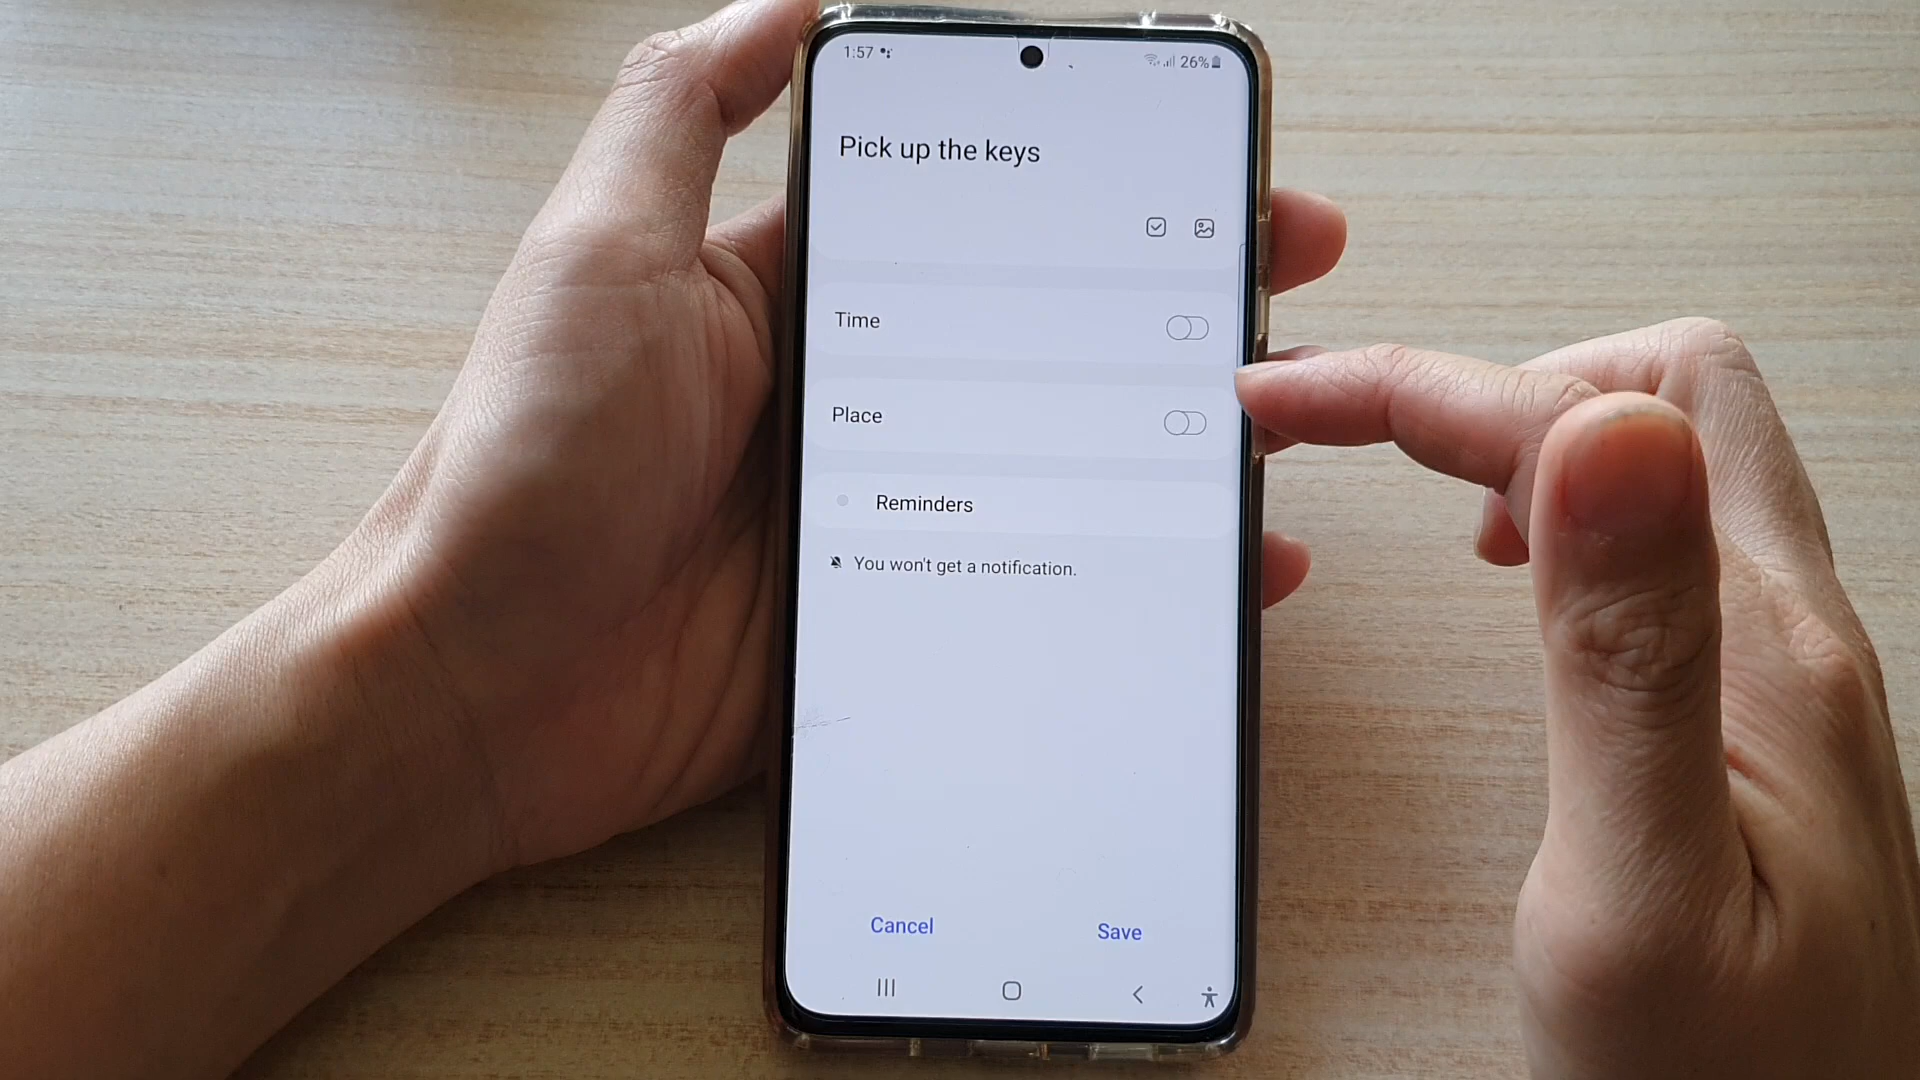 1:57
26%
Pick up the keys
Time
Place
Reminders
You won't get a notification.
Cancel
Save